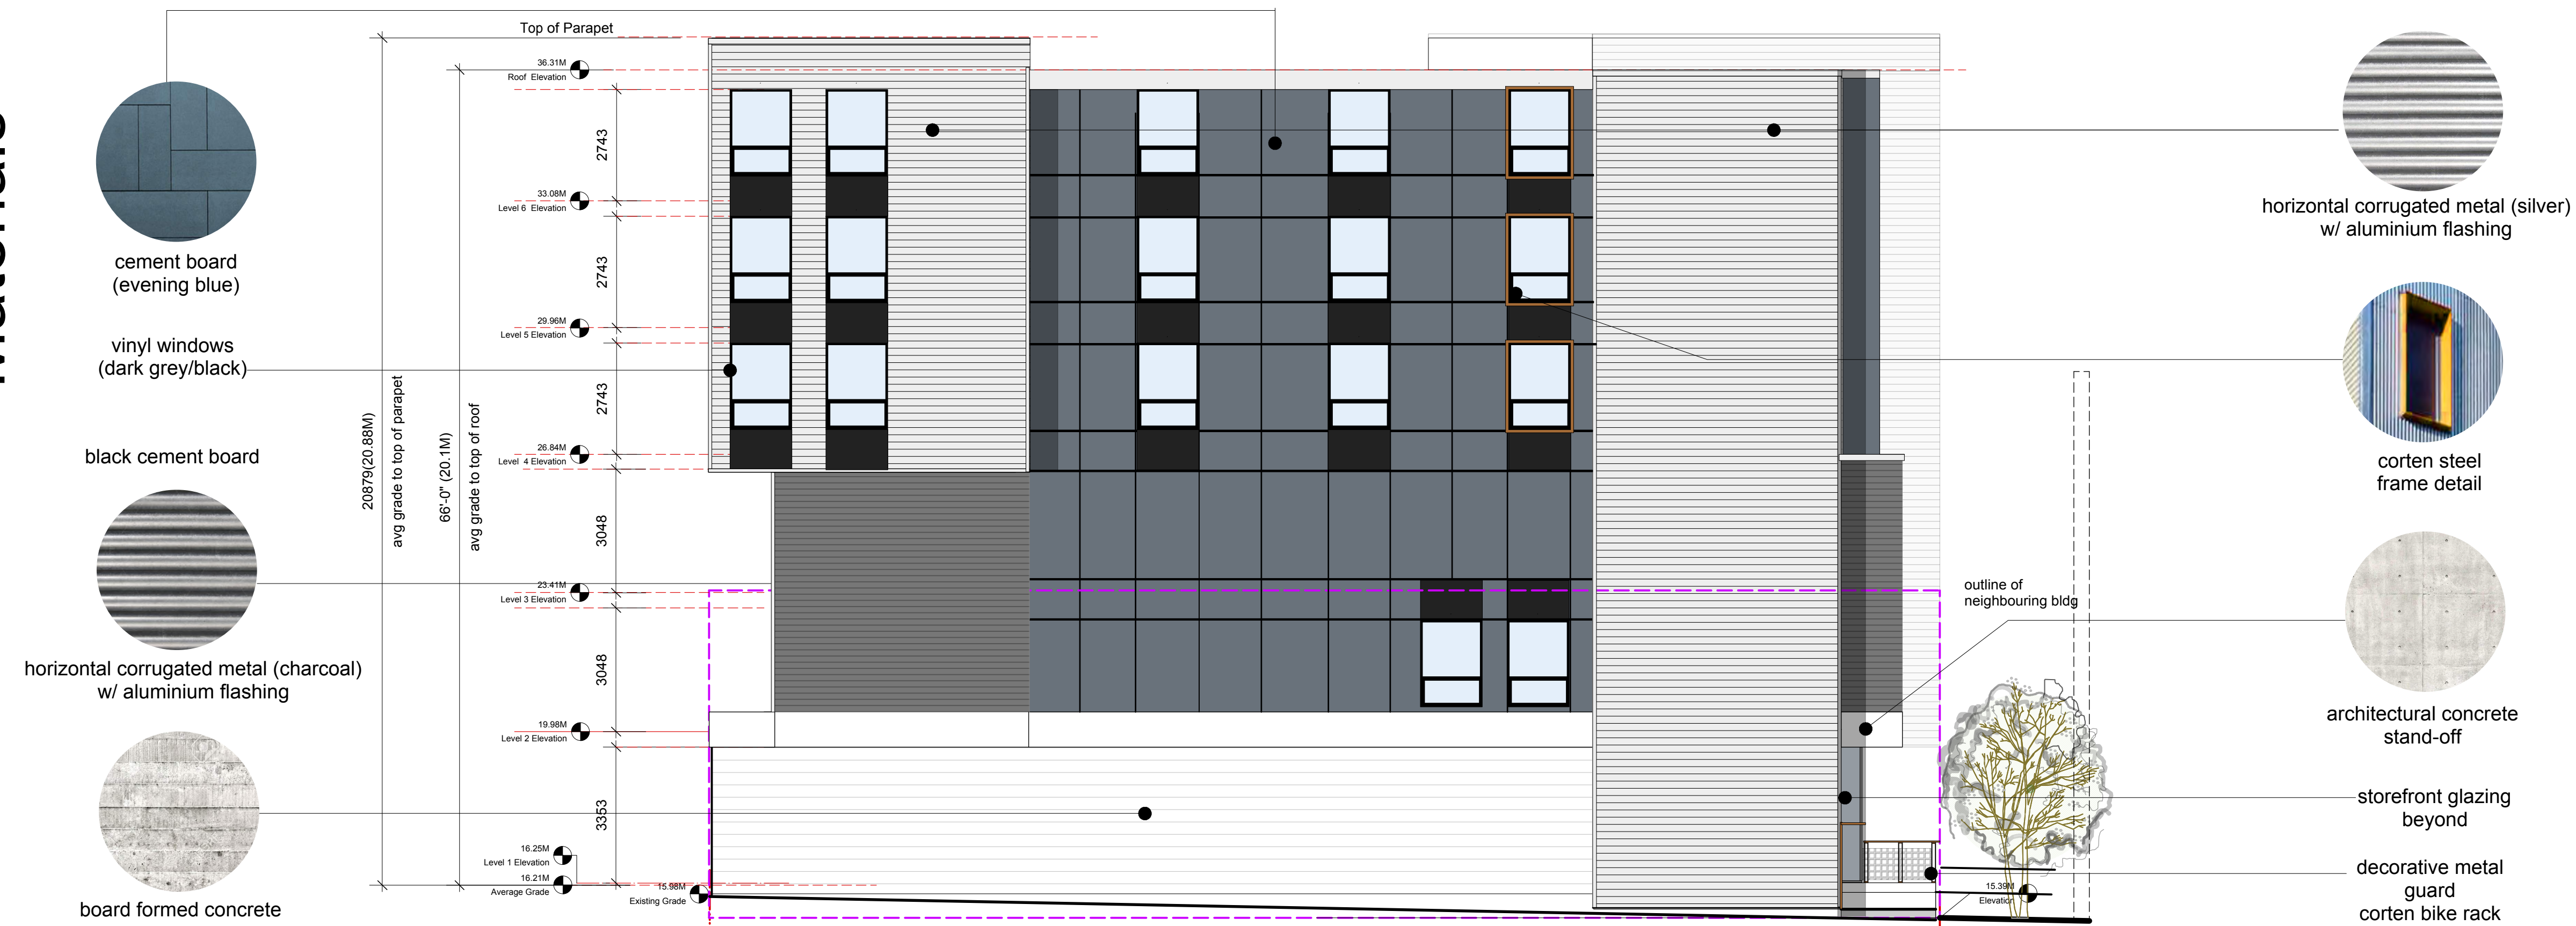 Top of Parapet
36.31M
Roof Elevation
2743
33.08M
Level 6 Elevation
2743
29.96M
Level 5 Elevation
2743
26.84M
Level 4 Elevation
3048
23.41M
Level 3 Elevation
3048
19.98M
Level 2 Elevation
3353
16.25M
Level 1 Elevation
16.21M
Average Grade
15.98M
Existing Grade
20879(20.88M)
avg grade to top of parapet
66'-0" (20.1M)
avg grade to top of roof
cement board
(evening blue)
vinyl windows
(dark grey/black)
black cement board
horizontal corrugated metal (charcoal)
w/ aluminium flashing
board formed concrete
horizontal corrugated metal (silver)
w/ aluminium flashing
corten steel
frame detail
outline of
neighbouring bldg
architectural concrete
stand-off
storefront glazing
beyond
decorative metal
guard
corten bike rack
15.39M
Elevation